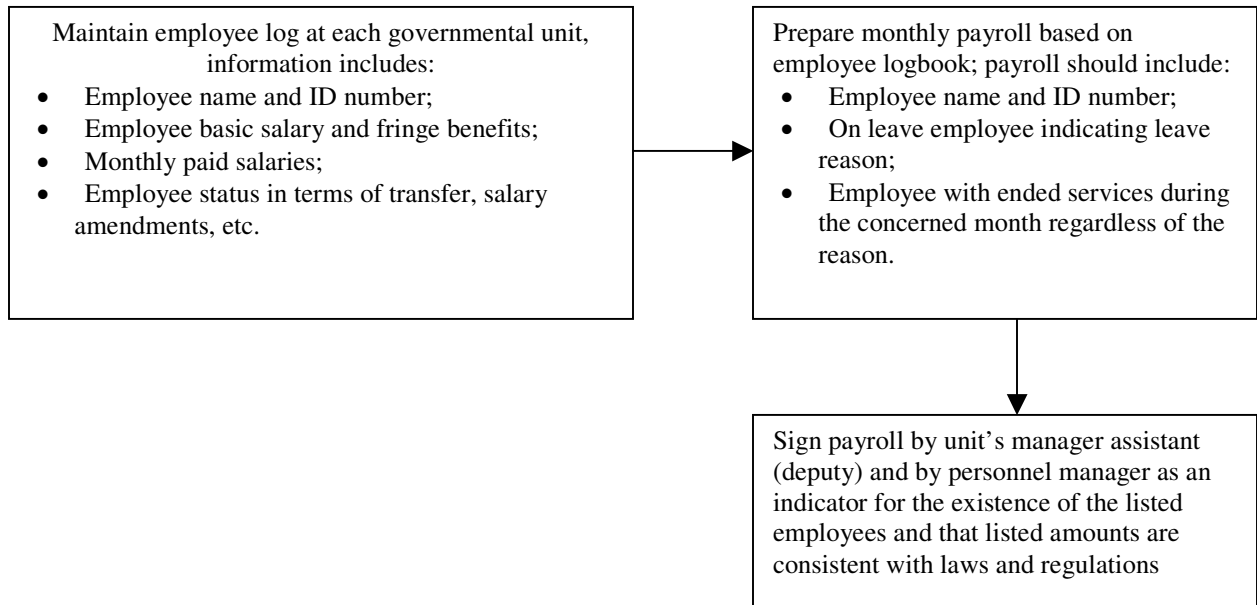 Maintain employee log at each governmental unit,
information includes:
• Employee name and ID number;
• Employee basic salary and fringe benefits;
• Monthly paid salaries;
• Employee status in terms of transfer, salary
amendments, etc.
Prepare monthly payroll based on
employee logbook; payroll should include:
• Employee name and ID number;
• On leave employee indicating leave
reason;
• Employee with ended services during
the concerned month regardless of the
reason.
Sign payroll by unit’s manager assistant
(deputy) and by personnel manager as an
indicator for the existence of the listed
employees and that listed amounts are
consistent with laws and regulations